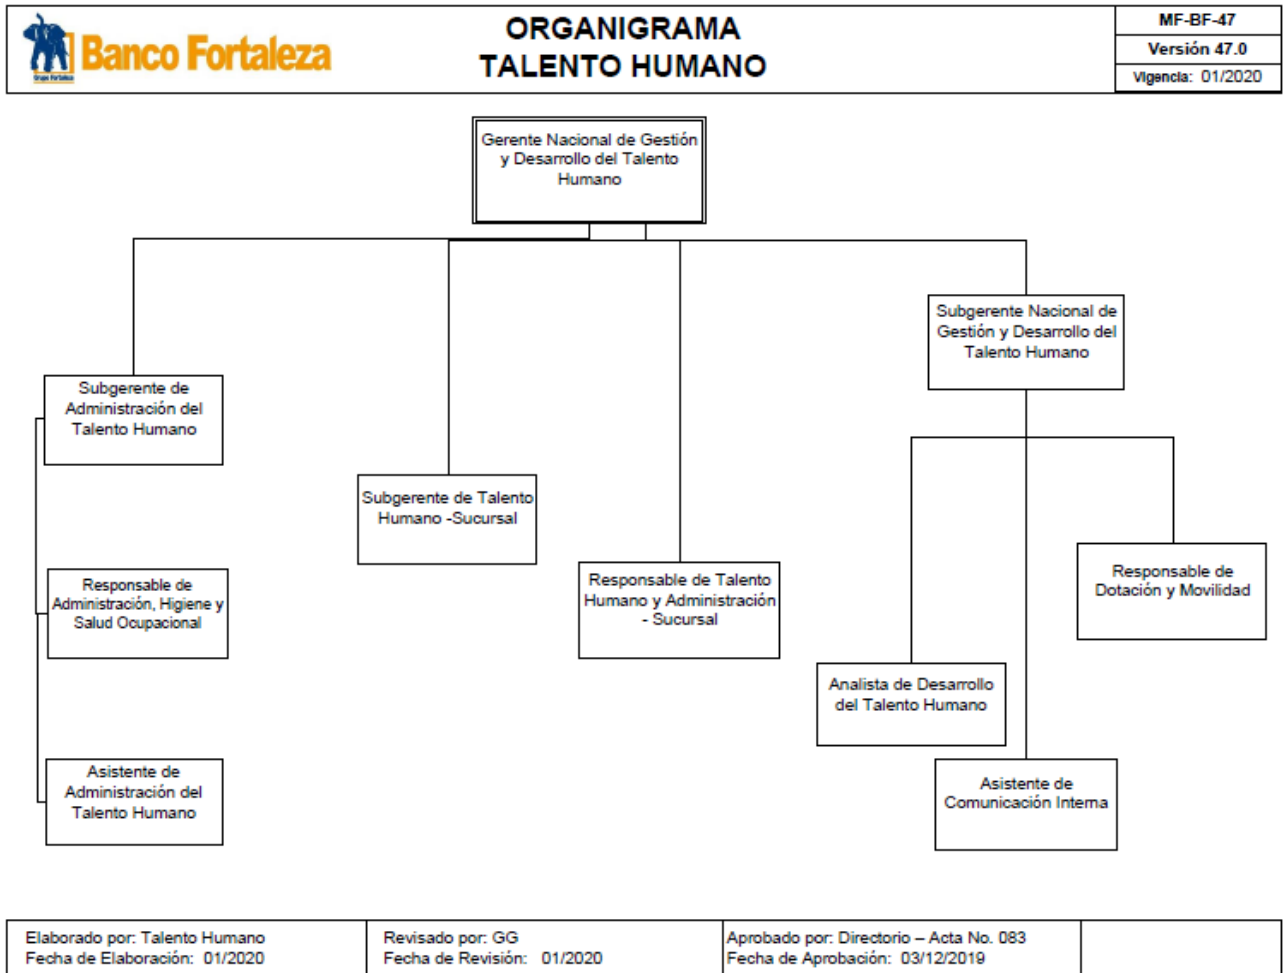 Banco Fortaleza
Grupo Fortaleza
ORGANIGRAMA
TALENTO HUMANO
MF-BF-47
Versión 47.0
Vigencia: 01/2020
Gerente Nacional de Gestión
y Desarrollo del Talento
Humano
Subgerente Nacional de
Gestión y Desarrollo del
Talento Humano
Subgerente de
Administración del
Talento Humano
Subgerente de Talento
Humano -Sucursal
Responsable de Talento
Humano y Administración
- Sucursal
Responsable de
Dotación y Movilidad
Responsable de
Administración, Higiene y
Salud Ocupacional
Analista de Desarrollo
del Talento Humano
Asistente de
Administración del
Talento Humano
Asistente de
Comunicación Interna
Elaborado por: Talento Humano
Fecha de Elaboración: 01/2020
Revisado por: GG
Fecha de Revisión: 01/2020
Aprobado por: Directorio – Acta No. 083
Fecha de Aprobación: 03/12/2019